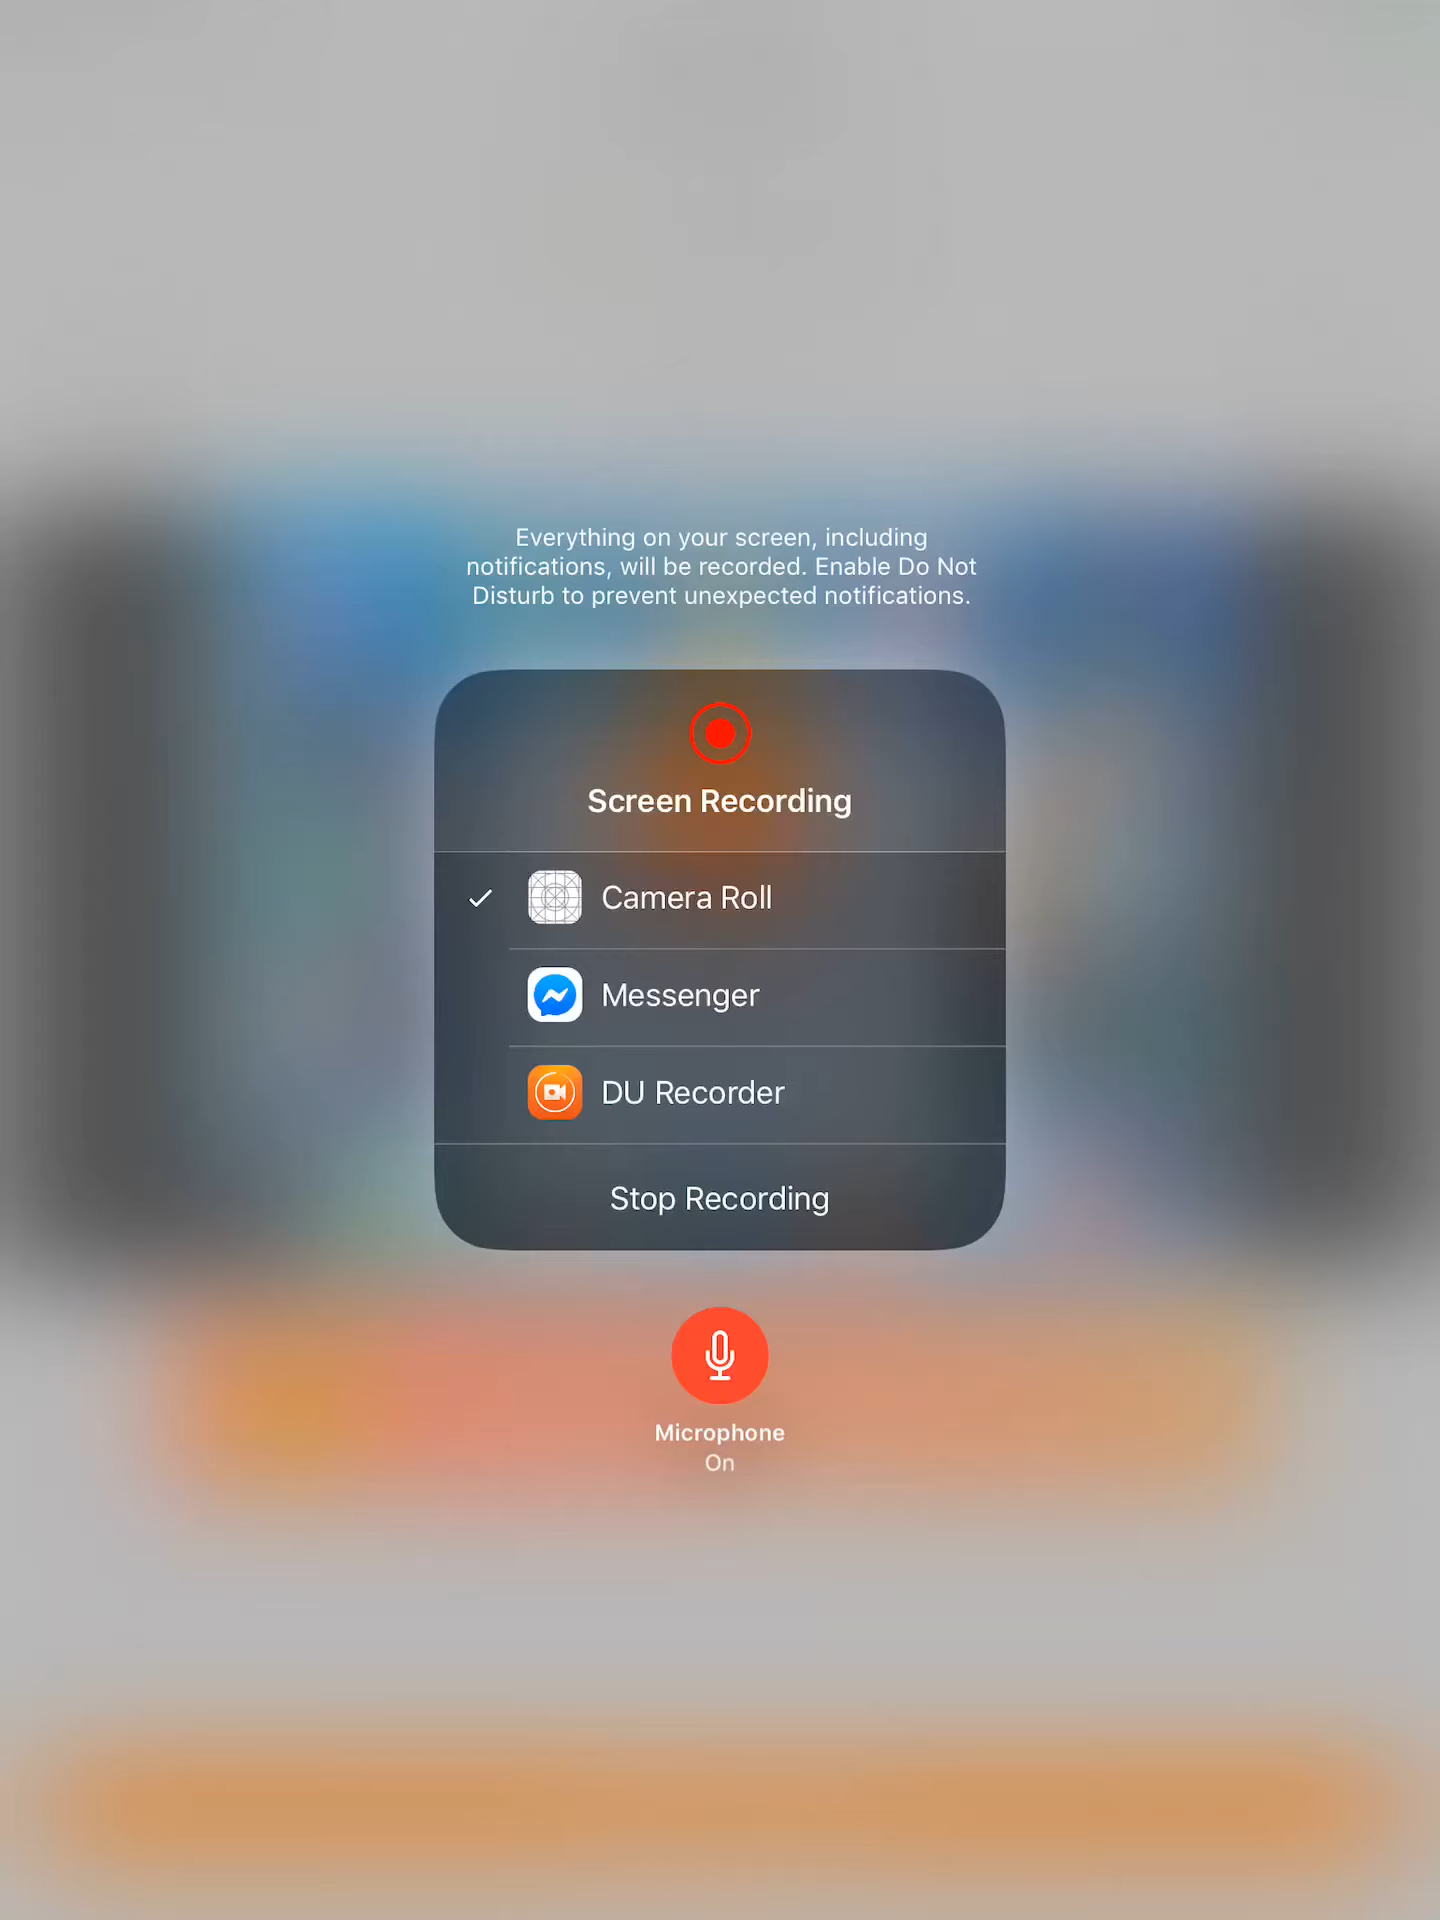 Everything on your screen, including
notifications, will be recorded. Enable Do Not
Disturb to prevent unexpected notifications.
Screen Recording
Camera Roll
Messenger
DU Recorder
Stop Recording
Microphone
On